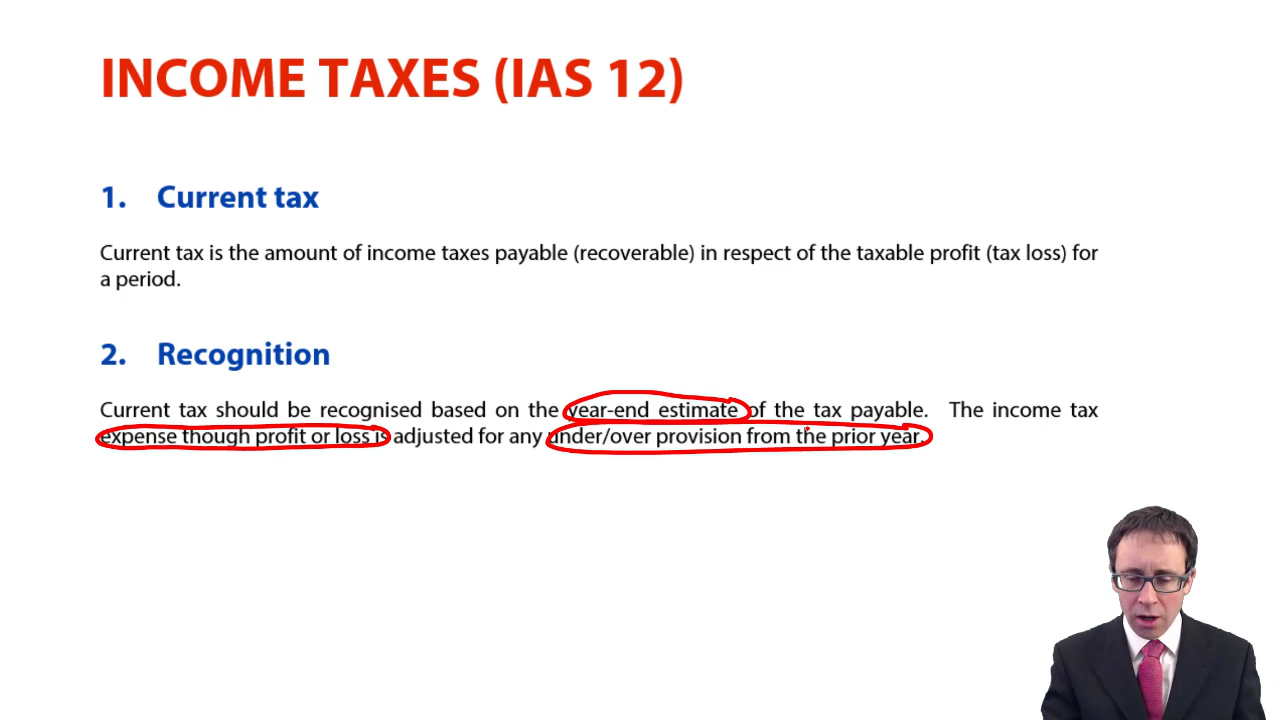 INCOME TAXES (IAS 12)
1. Current tax
Current tax is the amount of income taxes payable (recoverable) in respect of the taxable profit (tax loss) for
a period.
2. Recognition
Current tax should be recognised based on the year-end estimate of the tax payable. The income tax
expense though profit or loss is adjusted for any under/over provision from the prior year.